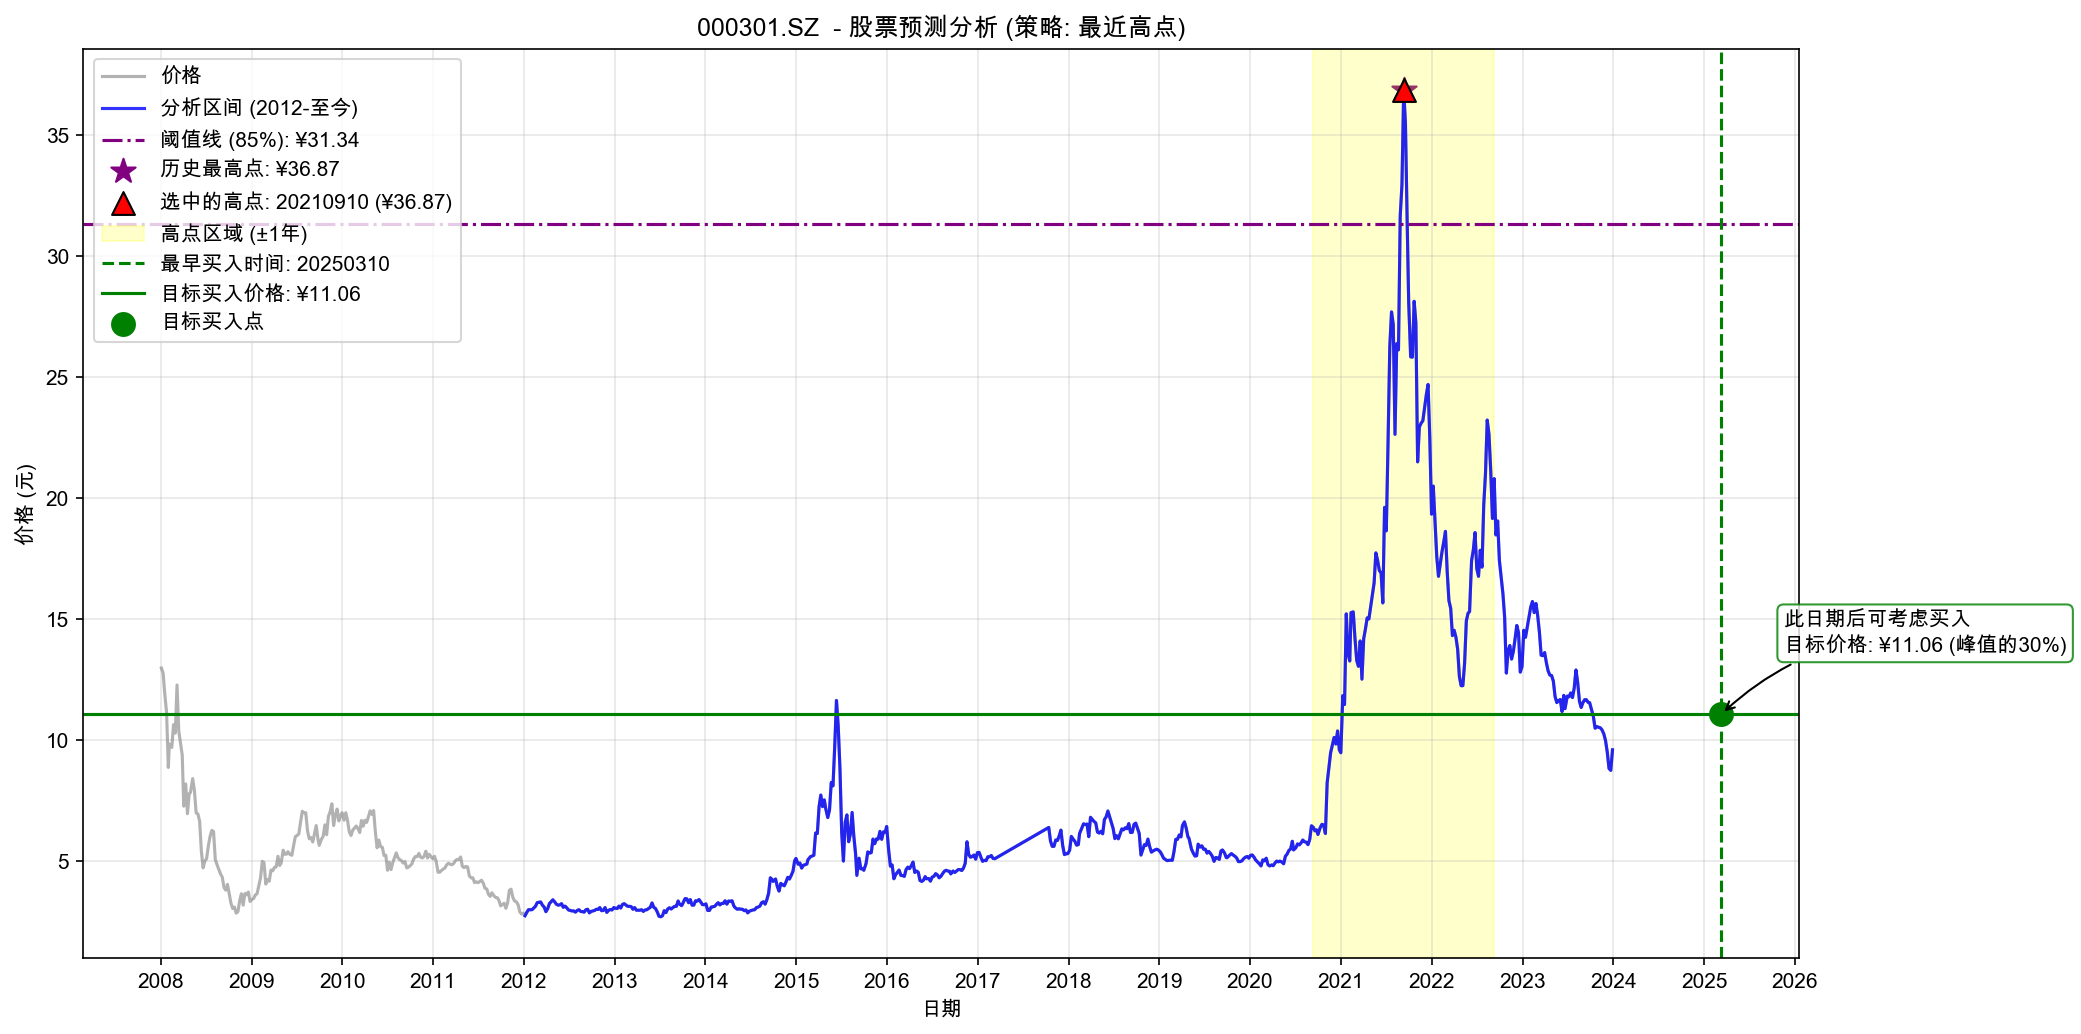 000301.SZ  - 股票预测分析 (策略: 最近高点)
价格
分析区间 (2012-至今)
阈值线 (85%): ¥31.34
历史最高点: ¥36.87
选中的高点: 20210910 (¥36.87)
高点区域 (±1年)
最早买入时间: 20250310
目标买入价格: ¥11.06
目标买入点
35
30
25
20
15
10
5
价格 (元)
此日期后可考虑买入
目标价格: ¥11.06 (峰值的30%)
2008 2009 2010 2011 2012 2013 2014 2015 2016 2017 2018 2019 2020 2021 2022 2023 2024 2025 2026
日期